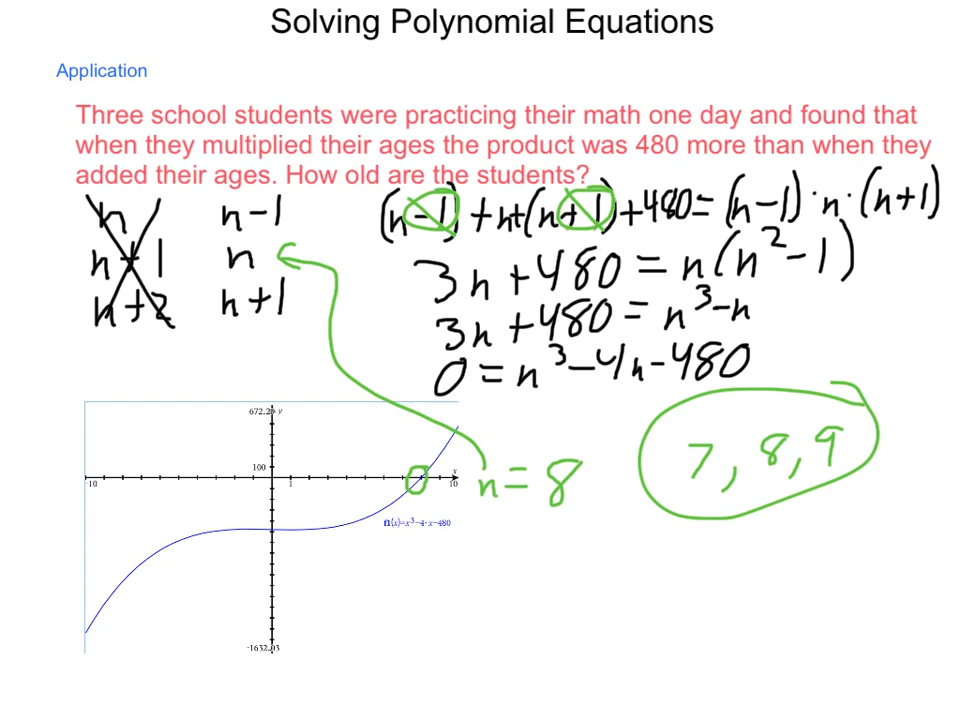 Solving Polynomial Equations
Application
Three school students were practicing their math one day and found that
when they multiplied their ages the product was 480 more than when they
added their ages. How old are the students?
n
n+1
n+2
n-1
n
n+1
(n-1)+n+(n+1)+480=(n-1)·n·(n+1)
3n+480=n(n²-1)
3n+480=n³-n
0=n³-4n-480
672.23 y
100
-10
1
x
10
f1(x)=x³-4·x-480
-1632.03
n=8
7, 8, 9